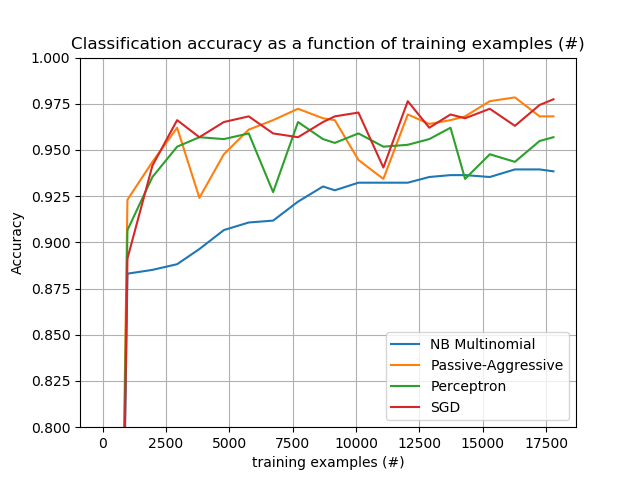 Classification accuracy as a function of training examples (#)
1.000
0.975
0.950
0.925
0.900
0.875
0.850
0.825
0.800
Accuracy
NB Multinomial
Passive-Aggressive
Perceptron
SGD
0 2500 5000 7500 10000 12500 15000 17500
training examples (#)